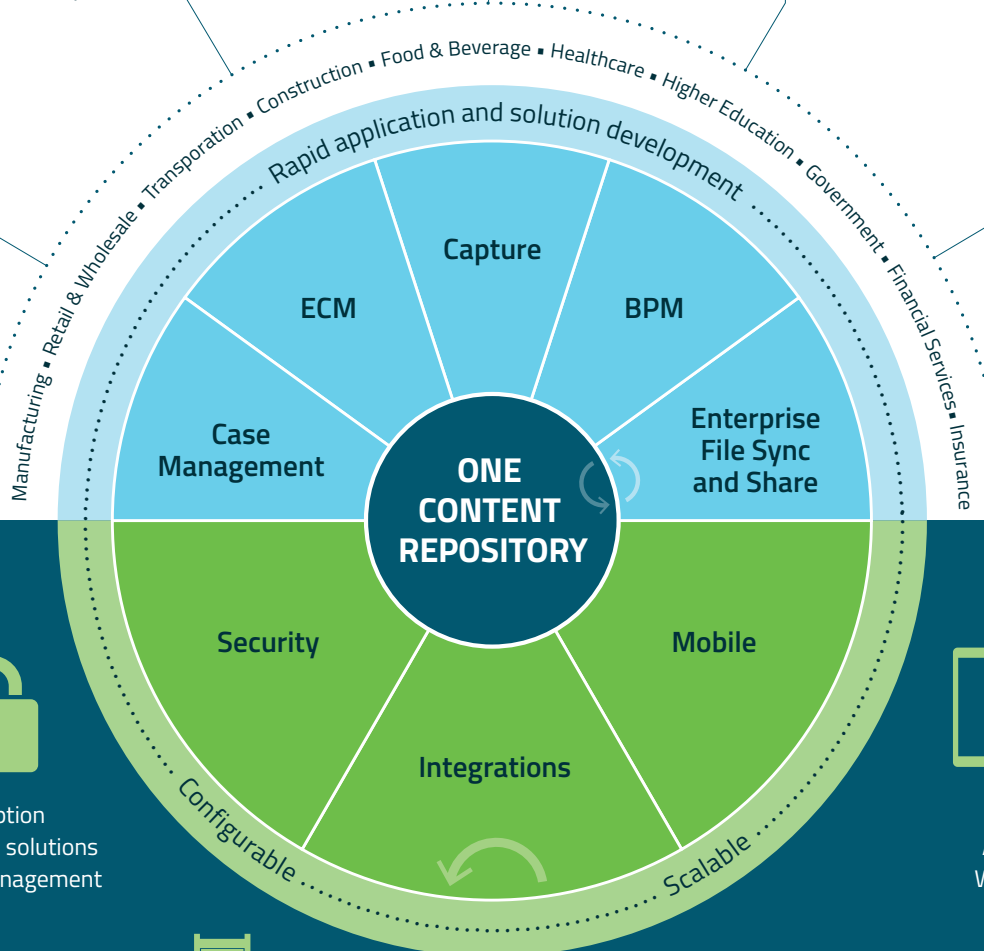 Manufacturing ▪ Retail & Wholesale ▪ Transporation ▪ Construction ▪ Food & Beverage ▪ Healthcare ▪ Higher Education ▪ Government ▪ Financial Services ▪ Insurance
Rapid application and solution development
Capture
ECM
BPM
Case
Management
Enterprise
File Sync
and Share
ONE
CONTENT
REPOSITORY
Security
Mobile
Integrations
Configurable
Scalable
solutions